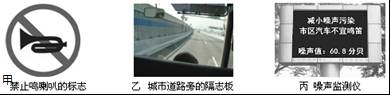 减小噪声污染
市区汽车不宜鸣笛
噪声值：60.8分贝
甲 禁止鸣喇叭的标志
乙 城市道路旁的隔志板
丙 噪声监测仪